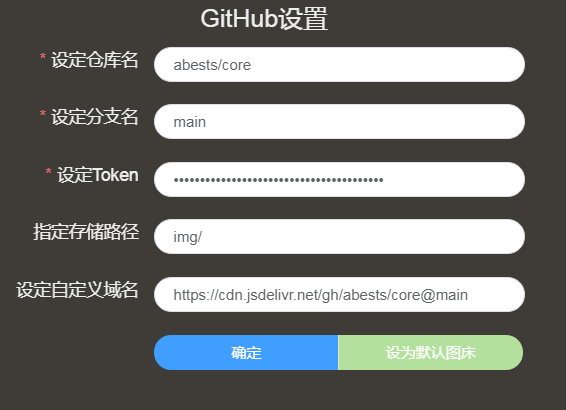 GitHub设置
* 设定仓库名 abests/core
* 设定分支名 main
* 设定Token ••••••••••••••••••••••••••••••••••••••••
指定存储路径 img/
设定自定义域名 https://cdn.jsdelivr.net/gh/abests/core@main
确定 设为默认图床